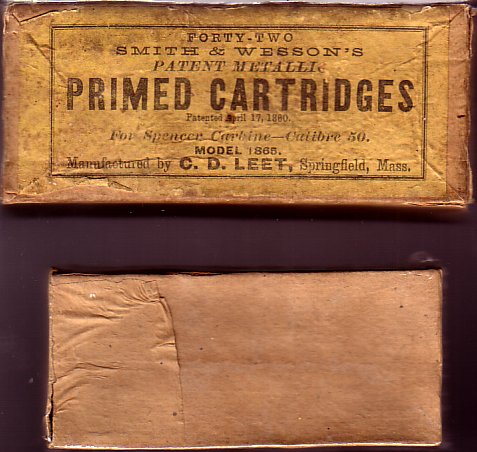 FORTY-TWO
SMITH & WESSON'S
PATENT METALLIC
PRIMED CARTRIDGES
Patented April 17, 1860.
For Spencer Carbine—Calibre 50.
MODEL 1865.
Manufactured by C. D. LEET, Springfield, Mass.